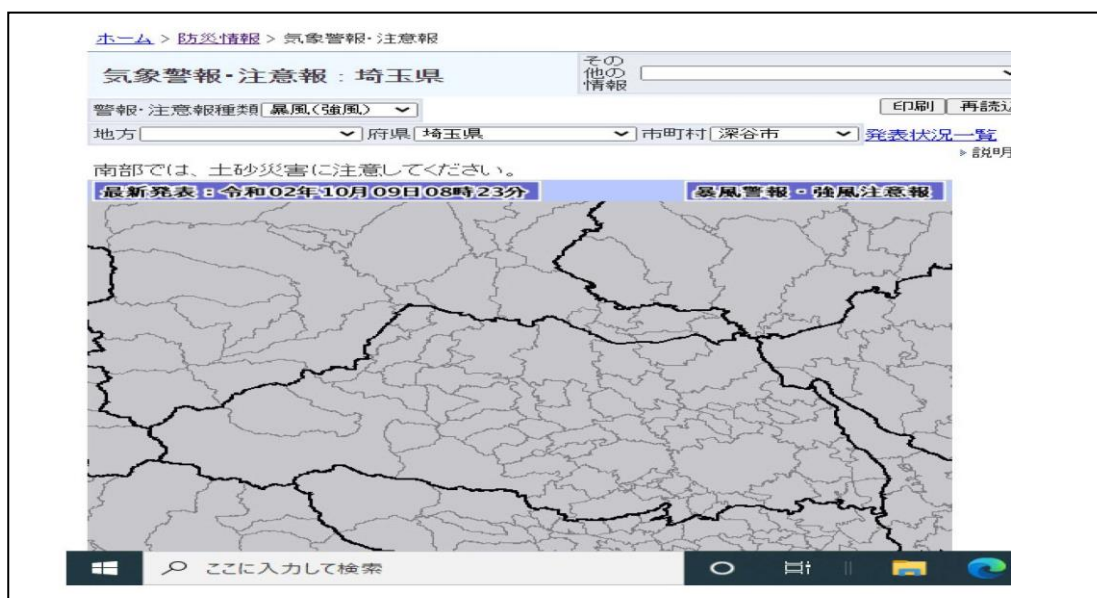 ホーム > 防災情報 > 気象警報・注意報
気象警報・注意報:埼玉県
その他の情報
警報・注意報種類 暴風(強風)
印刷 再読込
地方 府県 埼玉県 市町村 深谷市 発表状況一覧
» 説明
南部では、土砂災害に注意してください。
最新発表:令和02年10月09日08時23分 暴風警報・強風注意報
ここに入力して検索